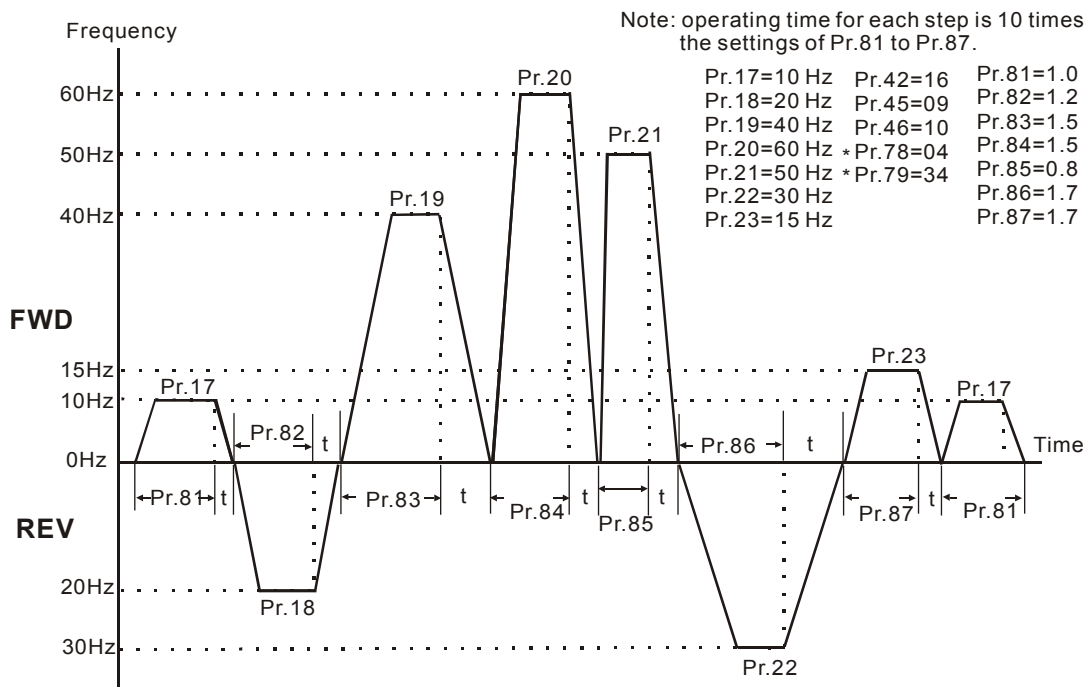 Note: operating time for each step is 10 times
the settings of Pr.81 to Pr.87.
Frequency
Pr.17=10 Hz Pr.42=16 Pr.81=1.0
Pr.18=20 Hz Pr.45=09 Pr.82=1.2
Pr.19=40 Hz Pr.46=10 Pr.83=1.5
Pr.20=60 Hz *Pr.78=04 Pr.84=1.5
Pr.21=50 Hz *Pr.79=34 Pr.85=0.8
Pr.22=30 Hz Pr.86=1.7
Pr.23=15 Hz Pr.87=1.7
Pr.20
60Hz
Pr.21
50Hz
Pr.19
40Hz
FWD
Pr.23
15Hz
Pr.17 Pr.17
10Hz
Pr.82 t Pr.86 t
0Hz Time
Pr.81 t Pr.83 t Pr.84 t Pr.85 t Pr.87 t Pr.81
REV
20Hz
Pr.18
30Hz
Pr.22